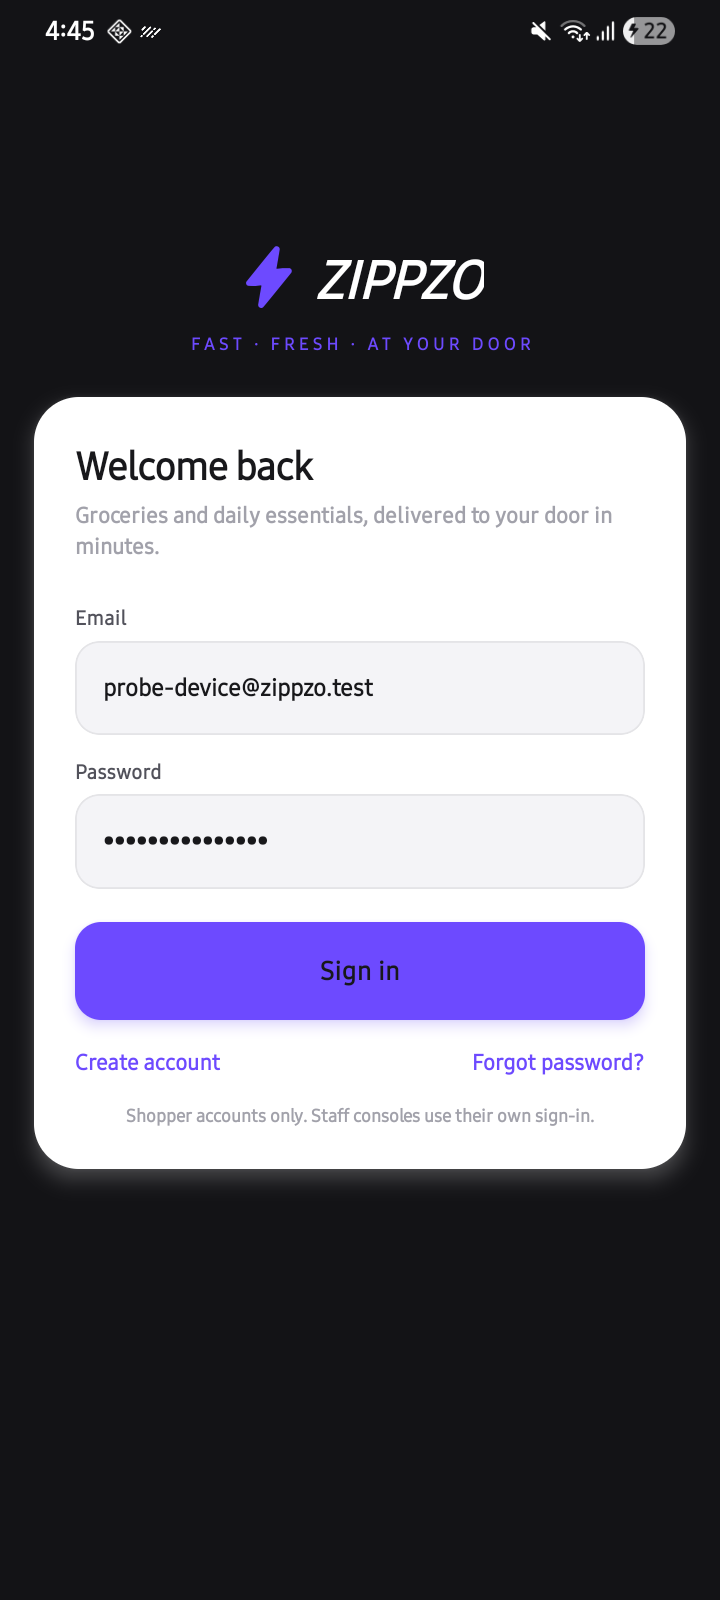 4:45
22
ZIPPZO
FAST · FRESH · AT YOUR DOOR
Welcome back
Groceries and daily essentials, delivered to your door in
minutes.
Email
probe-device@zippzo.test
Password
•••••••••••••••
Sign in
Create account
Forgot password?
Shopper accounts only. Staff consoles use their own sign-in.